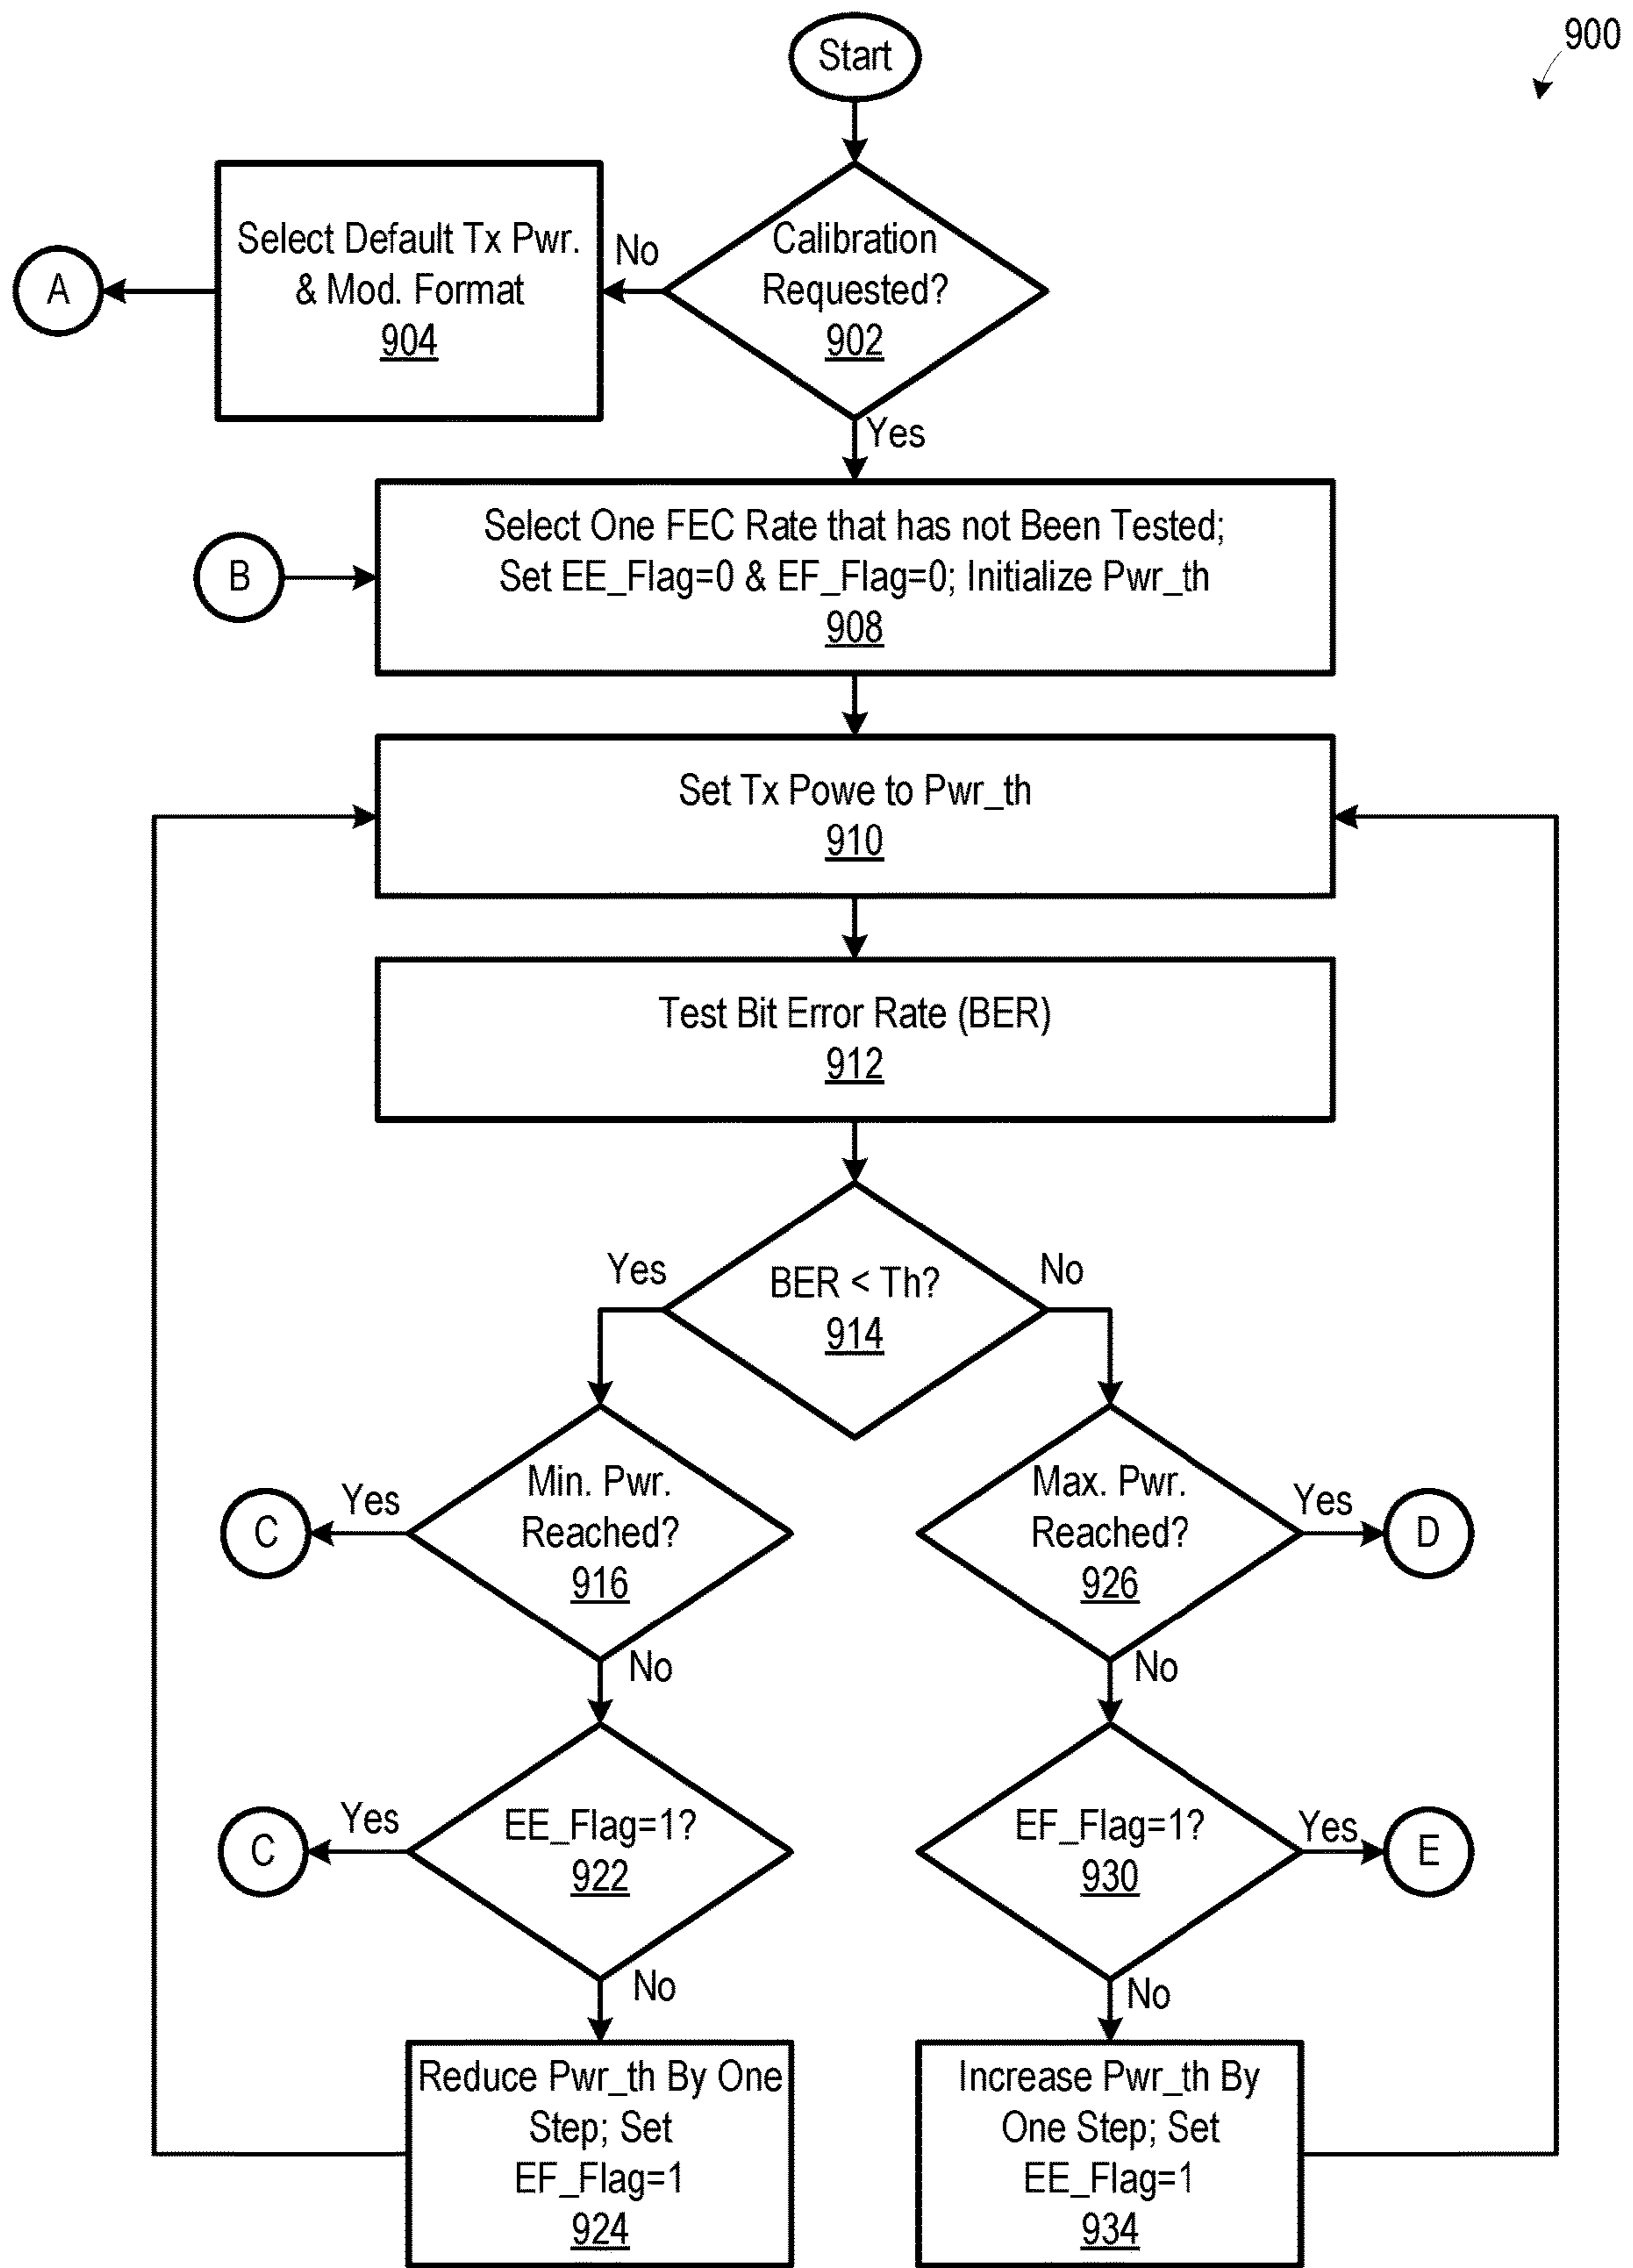 900
Start
Calibration
Requested?
902
No
Select Default Tx Pwr.
& Mod. Format
904
A
Yes
B
Select One FEC Rate that has not Been Tested;
Set EE_Flag=0 & EF_Flag=0; Initialize Pwr_th
908
Set Tx Powe to Pwr_th
910
Test Bit Error Rate (BER)
912
BER < Th?
914
Yes
No
Min. Pwr.
Reached?
916
Yes
C
No
Max. Pwr.
Reached?
926
Yes
D
No
EE_Flag=1?
922
Yes
C
No
EF_Flag=1?
930
Yes
E
No
Reduce Pwr_th By One
Step; Set
EF_Flag=1
924
Increase Pwr_th By
One Step; Set
EE_Flag=1
934